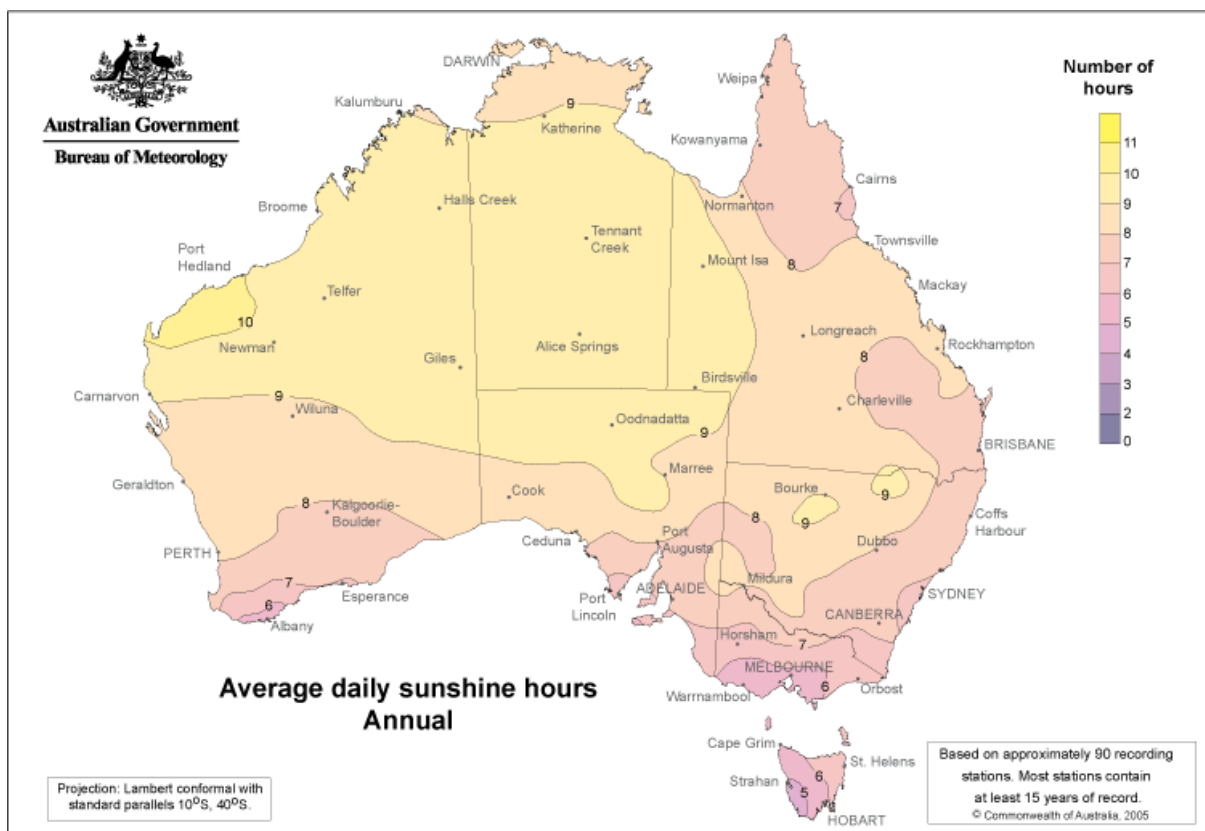 Australian Government
Bureau of Meteorology
Number of
hours
11
10
9
8
7
6
5
4
3
2
0
DARWIN
Weipa
Kalumburu
9
Katherine
Kowanyama
Cairns
7
Halls Creek
Normanton
Broome
Tennant
Creek
Townsville
Port
Hedland
Mount Isa
8
Mackay
Telfer
10
Longreach
Newman
Alice Springs
Rockhampton
8
Giles
Birdsville
Carnarvon
9
Wiluna
Charleville
Oodnadatta
9
BRISBANE
Marree
Geraldton
Bourke
9
Cook
8
Kalgoorlie-
Boulder
8
9
Coffs
Harbour
Ceduna
Port
Augusta
Dubbo
PERTH
7
Mildura
Esperance
ADELAIDE
SYDNEY
6
Port
Lincoln
Albany
CANBERRA
Horsham
7
MELBOURNE
6
Orbost
Warrnambool
Average daily sunshine hours
Annual
Cape Grim
St. Helens
6
Strahan
5
HOBART
Projection: Lambert conformal with
standard parallels 10°S, 40°S.
Based on approximately 90 recording
stations. Most stations contain
at least 15 years of record.
© Commonwealth of Australia, 2005